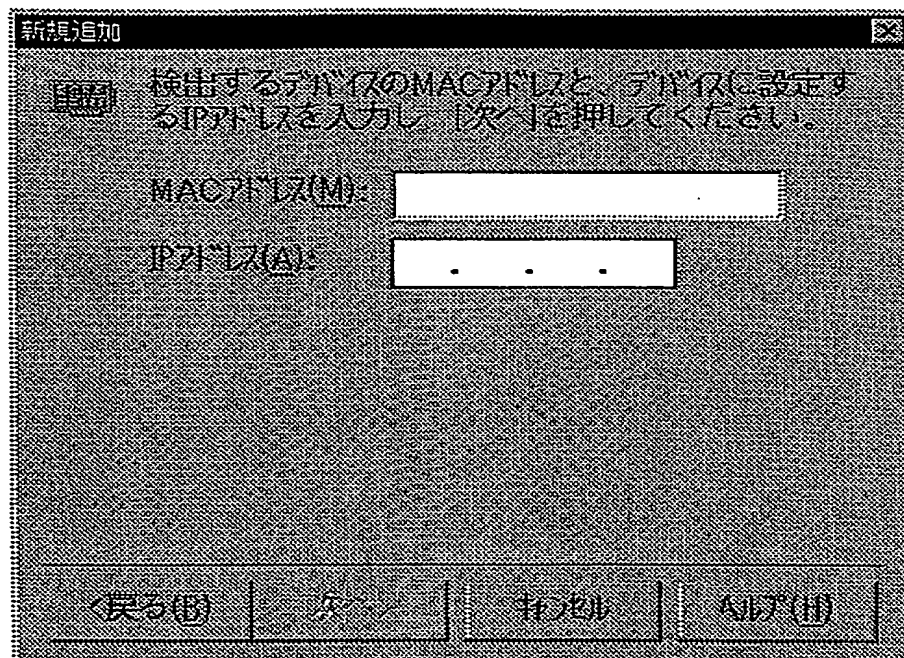 新規追加
検出するﾃﾞﾊﾞｲｽのMACｱﾄﾞﾚｽと、ﾃﾞﾊﾞｲｽに設定す
るIPｱﾄﾞﾚｽを入力し、[次へ]を押してください。
MACｱﾄﾞﾚｽ(M):
IPｱﾄﾞﾚｽ(A):
. . .
<戻る(B)
次へ>
ｷｬﾝｾﾙ
ﾍﾙﾌﾟ(H)